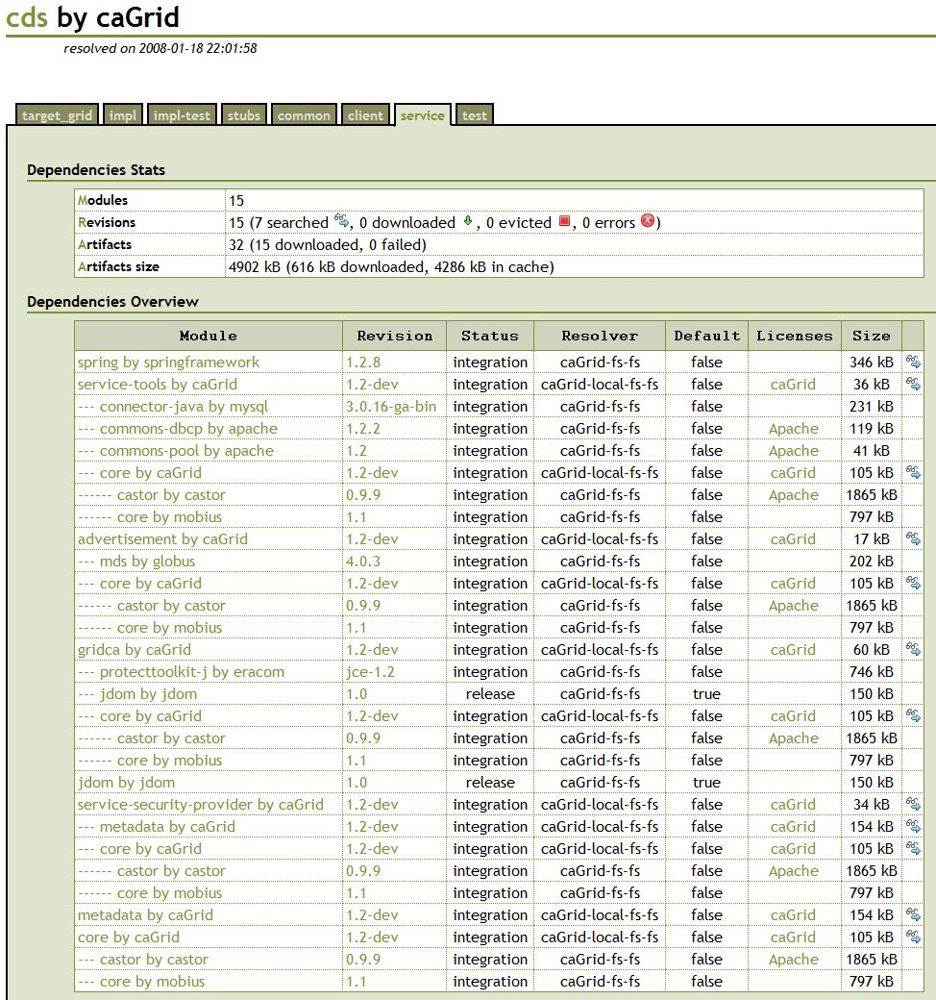 cds by caGrid
resolved on 2008-01-18 22:01:58
target_grid impl impl-test stubs common client service test
Dependencies Stats
Modules 15
Revisions 15 (7 searched , 0 downloaded , 0 evicted , 0 errors )
Artifacts 32 (15 downloaded, 0 failed)
Artifacts size 4902 kB (616 kB downloaded, 4286 kB in cache)
Dependencies Overview
Module Revision Status Resolver Default Licenses Size
spring by springframework 1.2.8 integration caGrid-fs-fs false 346 kB
service-tools by caGrid 1.2-dev integration caGrid-local-fs-fs false caGrid 36 kB
--- connector-java by mysql 3.0.16-ga-bin integration caGrid-fs-fs false 231 kB
--- commons-dbcp by apache 1.2.2 integration caGrid-fs-fs false Apache 119 kB
--- commons-pool by apache 1.2 integration caGrid-fs-fs false Apache 41 kB
--- core by caGrid 1.2-dev integration caGrid-local-fs-fs false caGrid 105 kB
------ castor by castor 0.9.9 integration caGrid-fs-fs false Apache 1865 kB
------ core by mobius 1.1 integration caGrid-fs-fs false 797 kB
advertisement by caGrid 1.2-dev integration caGrid-local-fs-fs false caGrid 17 kB
--- mds by globus 4.0.3 integration caGrid-fs-fs false 202 kB
--- core by caGrid 1.2-dev integration caGrid-local-fs-fs false caGrid 105 kB
------ castor by castor 0.9.9 integration caGrid-fs-fs false Apache 1865 kB
------ core by mobius 1.1 integration caGrid-fs-fs false 797 kB
gridca by caGrid 1.2-dev integration caGrid-local-fs-fs false caGrid 60 kB
--- protecttoolkit-j by eracom jce-1.2 integration caGrid-fs-fs false 746 kB
--- jdom by jdom 1.0 release caGrid-fs-fs true 150 kB
--- core by caGrid 1.2-dev integration caGrid-local-fs-fs false caGrid 105 kB
------ castor by castor 0.9.9 integration caGrid-fs-fs false Apache 1865 kB
------ core by mobius 1.1 integration caGrid-fs-fs false 797 kB
jdom by jdom 1.0 release caGrid-fs-fs true 150 kB
service-security-provider by caGrid 1.2-dev integration caGrid-local-fs-fs false caGrid 34 kB
--- metadata by caGrid 1.2-dev integration caGrid-local-fs-fs false caGrid 154 kB
--- core by caGrid 1.2-dev integration caGrid-local-fs-fs false caGrid 105 kB
------ castor by castor 0.9.9 integration caGrid-fs-fs false Apache 1865 kB
------ core by mobius 1.1 integration caGrid-fs-fs false 797 kB
metadata by caGrid 1.2-dev integration caGrid-local-fs-fs false caGrid 154 kB
core by caGrid 1.2-dev integration caGrid-local-fs-fs false caGrid 105 kB
--- castor by castor 0.9.9 integration caGrid-fs-fs false Apache 1865 kB
--- core by mobius 1.1 integration caGrid-fs-fs false 797 kB